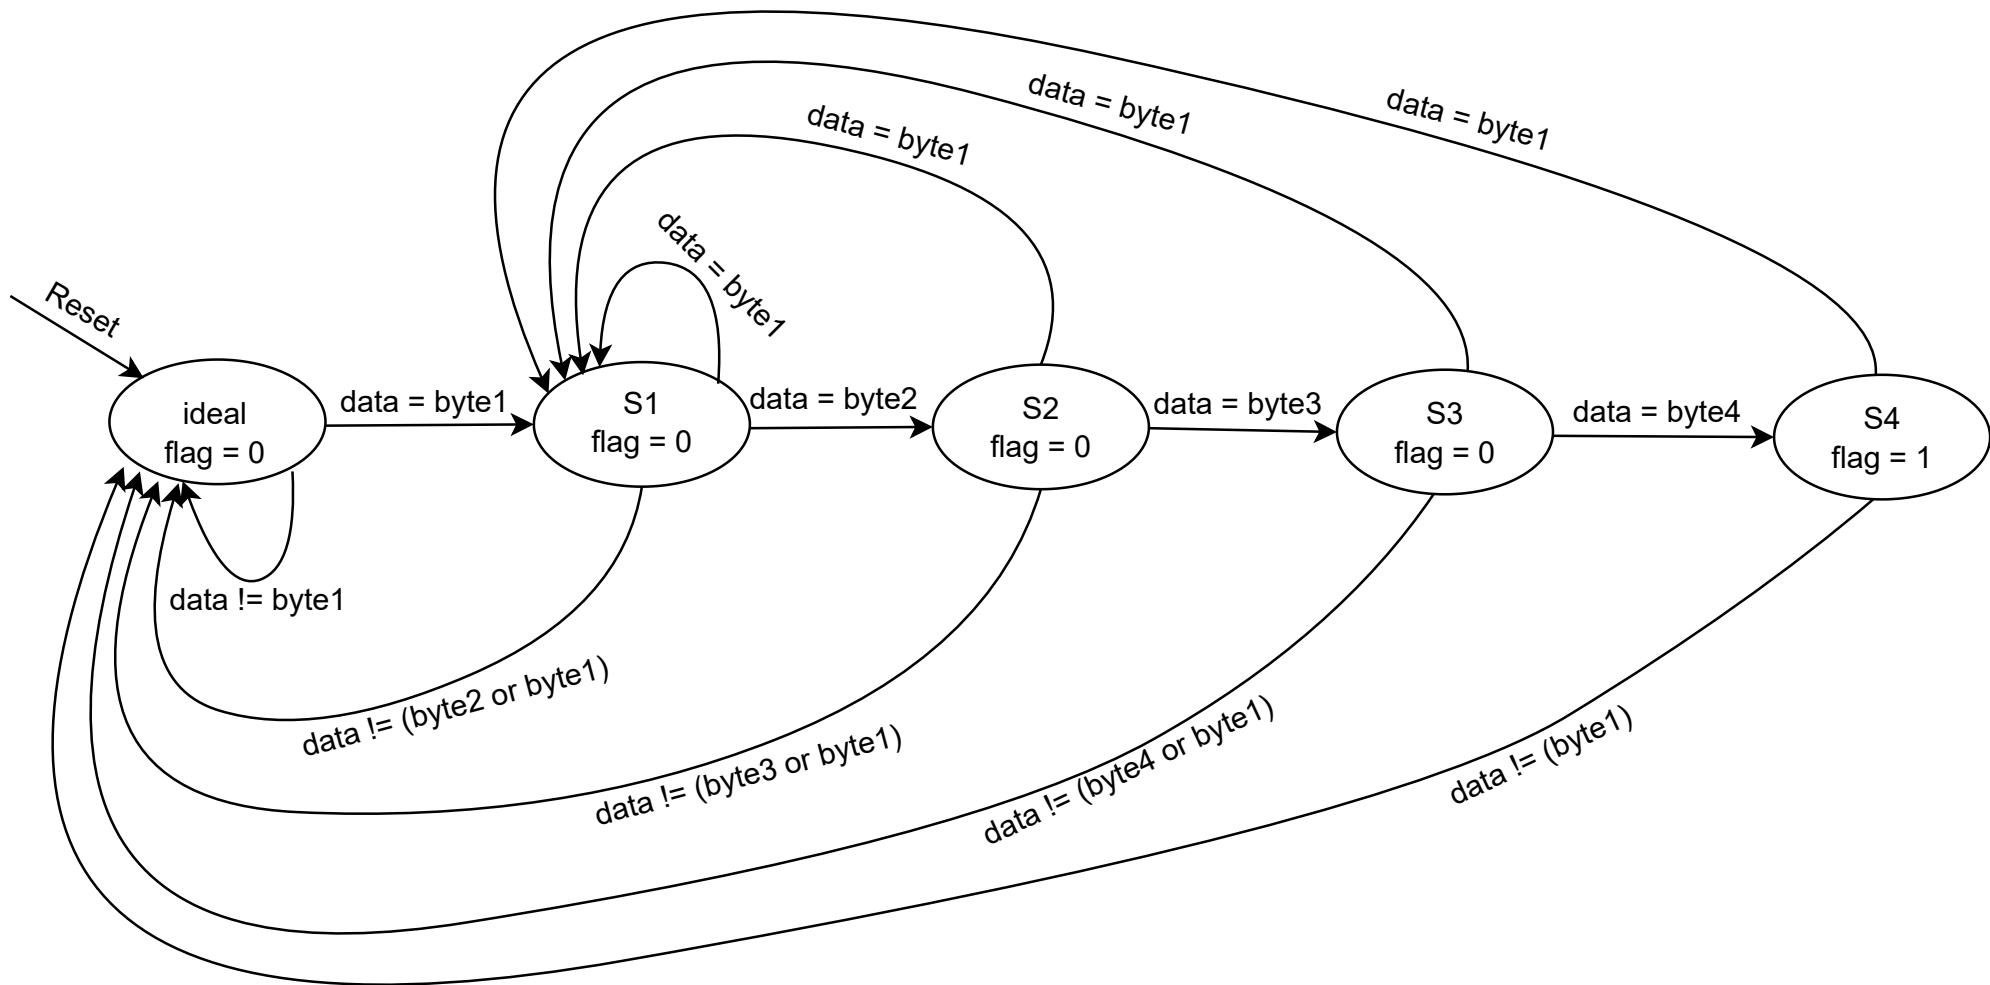 data = byte1
data = byte1
data = byte1
data = byte1
Reset
ideal
flag = 0
data = byte1
S1
flag = 0
data = byte2
S2
flag = 0
data = byte3
S3
flag = 0
data = byte4
S4
flag = 1
data != byte1
data != (byte2 or byte1)
data != (byte3 or byte1)
data != (byte4 or byte1)
data != (byte1)